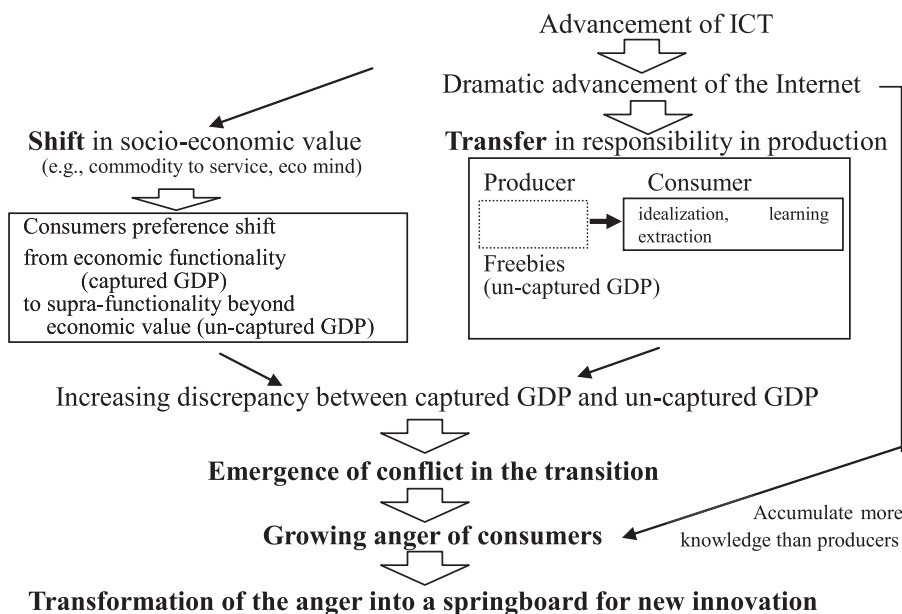 Advancement of ICT
Dramatic advancement of the Internet
Shift in socio-economic value
(e.g., commodity to service, eco mind)
Consumers preference shift
from economic functionality
(captured GDP)
to supra-functionality beyond
economic value (un-captured GDP)
Transfer in responsibility in production
Producer
Consumer
idealization, learning
extraction
Freebies
(un-captured GDP)
Increasing discrepancy between captured GDP and un-captured GDP
Emergence of conflict in the transition
Growing anger of consumers
Accumulate more
knowledge than producers
Transformation of the anger into a springboard for new innovation